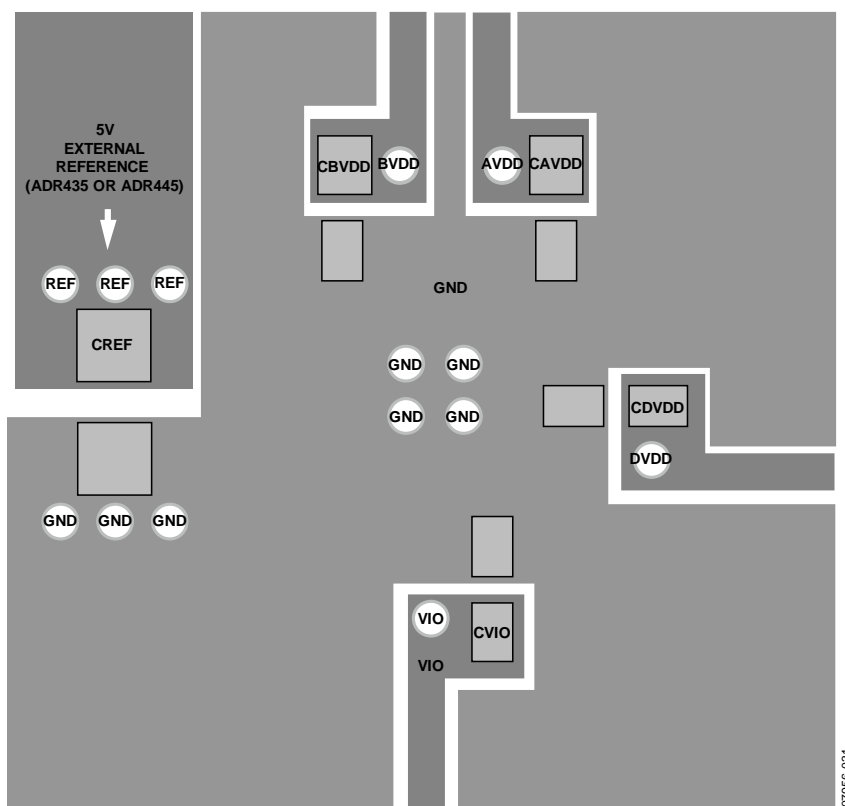 5V
EXTERNAL
REFERENCE
(ADR435 OR ADR445)
CBVDD
BVDD
AVDD
CAVDD
REF
REF
REF
GND
CREF
GND
GND
CDVDD
GND
GND
DVDD
GND
GND
GND
VIO
CVIO
VIO